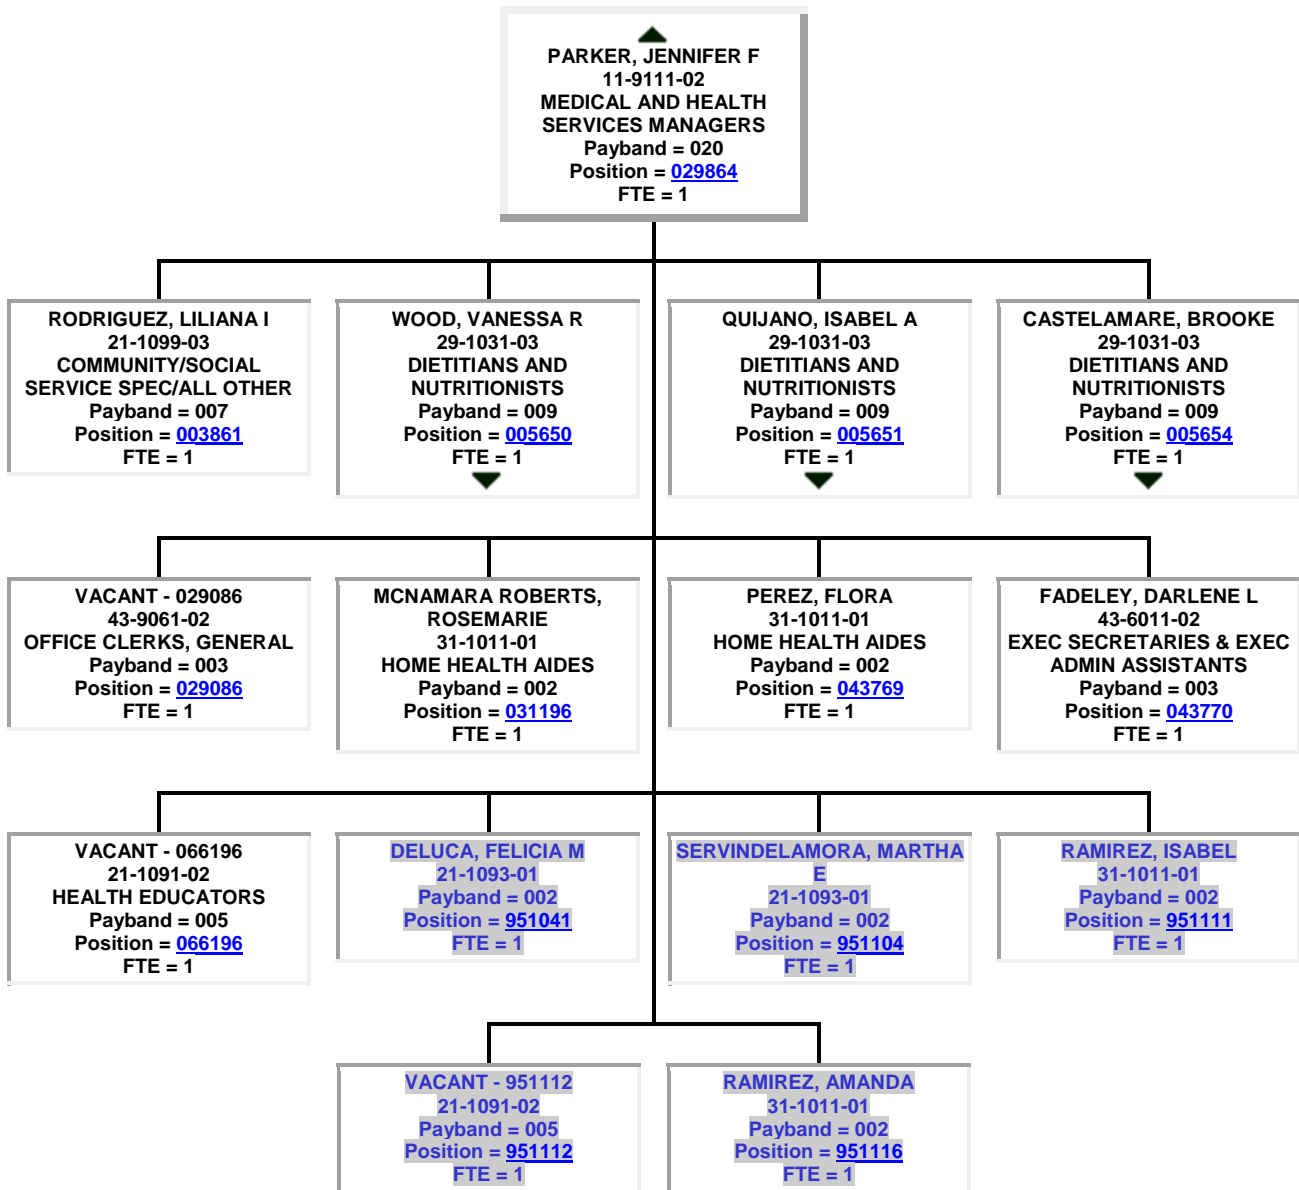 PARKER, JENNIFER F
11-9111-02
MEDICAL AND HEALTH
SERVICES MANAGERS
Payband = 020
Position = 029864
FTE = 1
RODRIGUEZ, LILIANA I
21-1099-03
COMMUNITY/SOCIAL
SERVICE SPEC/ALL OTHER
Payband = 007
Position = 003861
FTE = 1
WOOD, VANESSA R
29-1031-03
DIETITIANS AND
NUTRITIONISTS
Payband = 009
Position = 005650
FTE = 1
QUIJANO, ISABEL A
29-1031-03
DIETITIANS AND
NUTRITIONISTS
Payband = 009
Position = 005651
FTE = 1
CASTELAMARE, BROOKE
29-1031-03
DIETITIANS AND
NUTRITIONISTS
Payband = 009
Position = 005654
FTE = 1
VACANT - 029086
43-9061-02
OFFICE CLERKS, GENERAL
Payband = 003
Position = 029086
FTE = 1
MCNAMARA ROBERTS,
ROSEMARIE
31-1011-01
HOME HEALTH AIDES
Payband = 002
Position = 031196
FTE = 1
PEREZ, FLORA
31-1011-01
HOME HEALTH AIDES
Payband = 002
Position = 043769
FTE = 1
FADELEY, DARLENE L
43-6011-02
EXEC SECRETARIES & EXEC
ADMIN ASSISTANTS
Payband = 003
Position = 043770
FTE = 1
VACANT - 066196
21-1091-02
HEALTH EDUCATORS
Payband = 005
Position = 066196
FTE = 1
DELUCA, FELICIA M
21-1093-01
Payband = 002
Position = 951041
FTE = 1
SERVINDELAMORA, MARTHA
E
21-1093-01
Payband = 002
Position = 951104
FTE = 1
RAMIREZ, ISABEL
31-1011-01
Payband = 002
Position = 951111
FTE = 1
VACANT - 951112
21-1091-02
Payband = 005
Position = 951112
FTE = 1
RAMIREZ, AMANDA
31-1011-01
Payband = 002
Position = 951116
FTE = 1